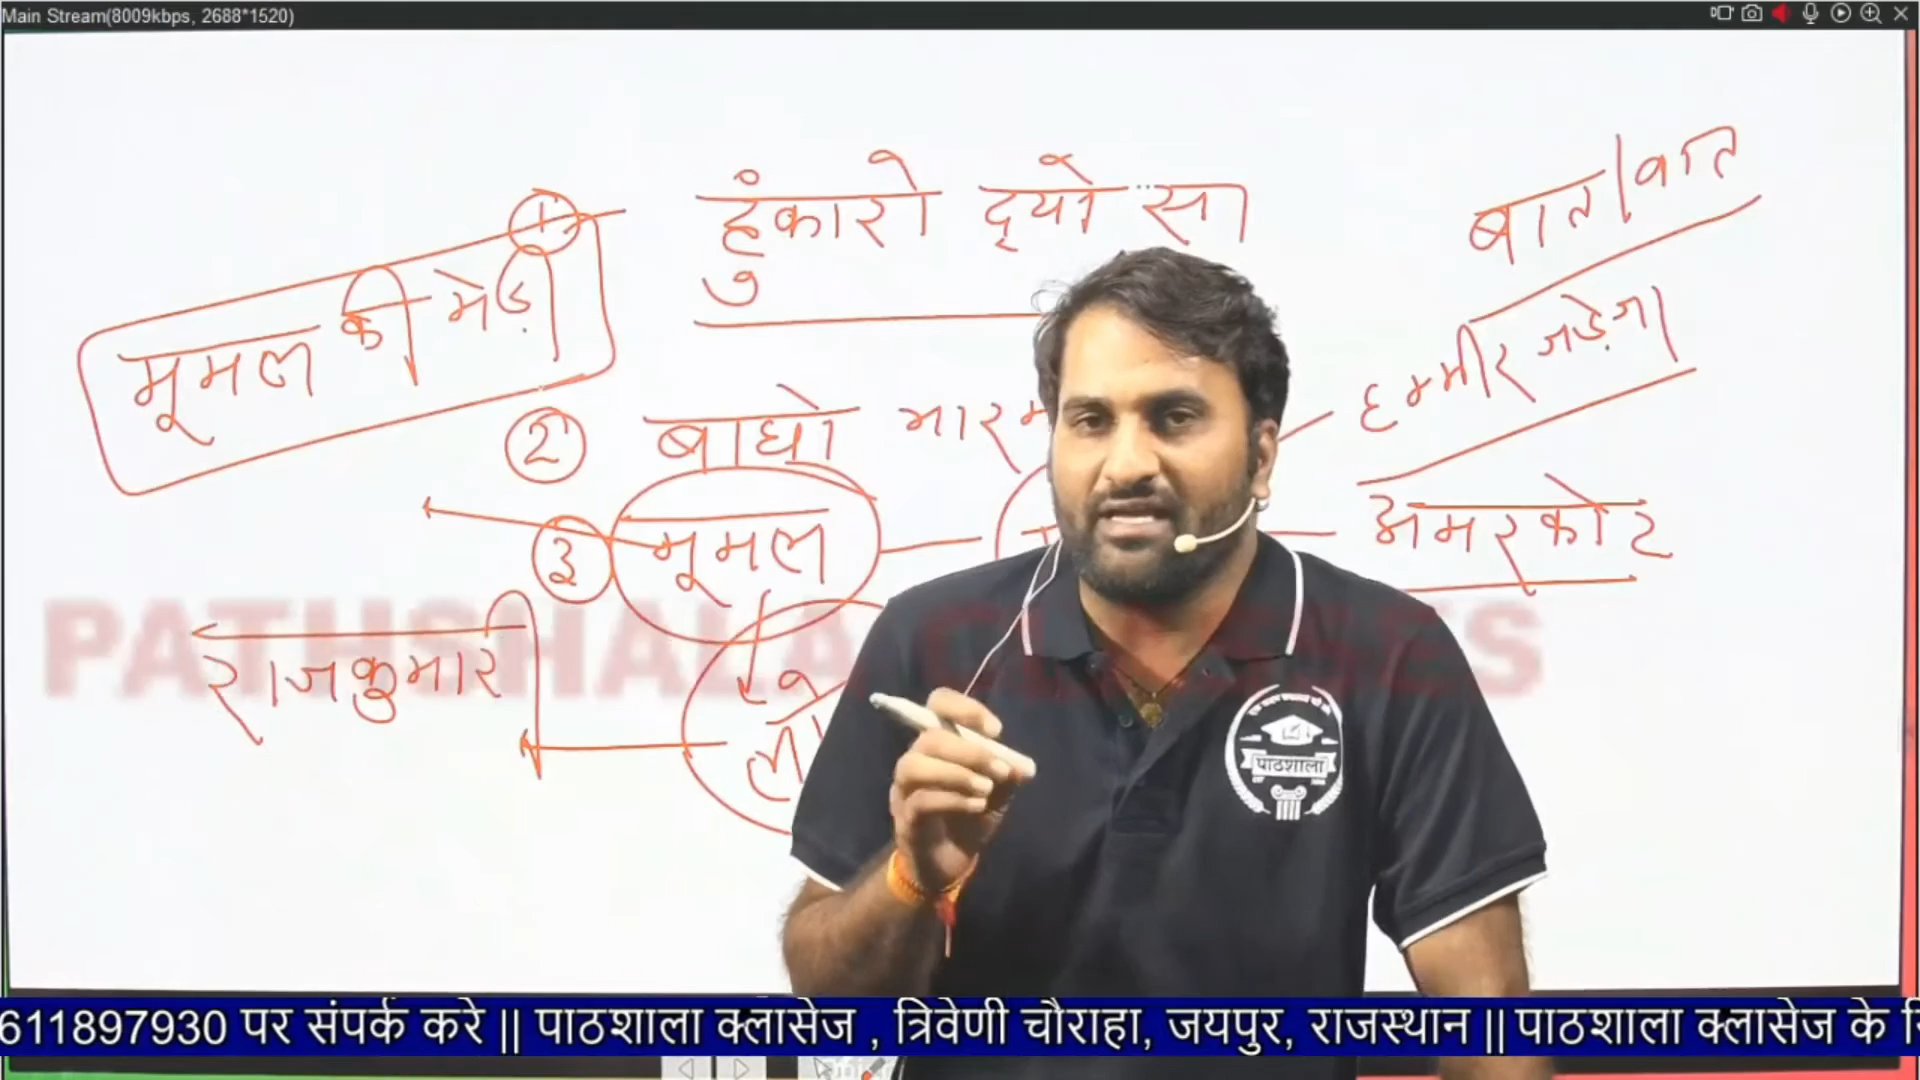 Main Stream(8009kbps, 2688*1520)
हुंकारो द्यो सा
बात/वात
①
मूमल की मेड़ी
हम्मीर जडेजा
② बाघो भारम
③ मूमल
अमरकोट
PATHSHALA CLASSES
राजकुमारी
पाठशाला
611897930 पर संपर्क करे || पाठशाला क्लासेज , त्रिवेणी चौराहा, जयपुर, राजस्थान || पाठशाला क्लासेज के